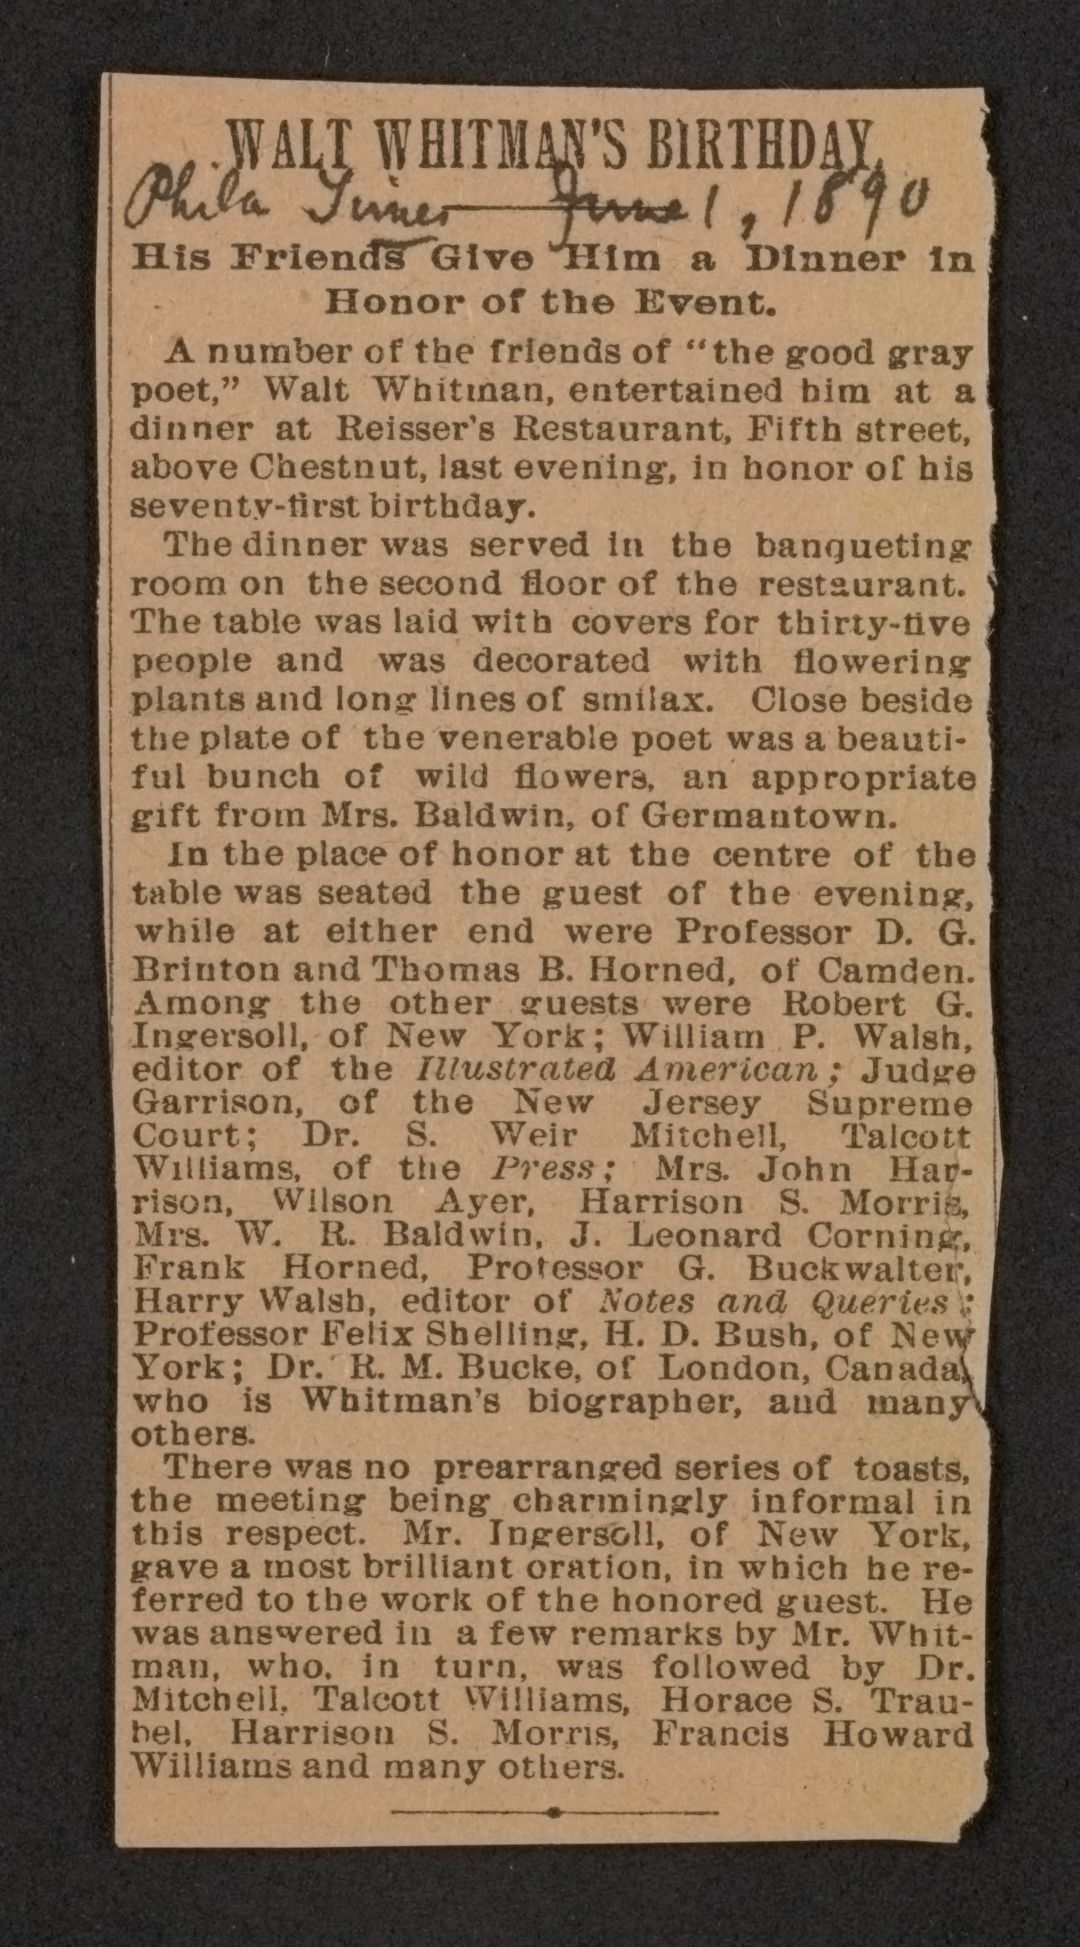 WALT WHITMAN'S BIRTHDAY.
Phila Times — June 1, 1890
His Friends Give Him a Dinner in
Honor of the Event.
A number of the friends of "the good gray
poet," Walt Whitman, entertained him at a
dinner at Reisser's Restaurant, Fifth street,
above Chestnut, last evening, in honor of his
seventy-first birthday.
The dinner was served in the banqueting
room on the second floor of the restaurant.
The table was laid with covers for thirty-five
people and was decorated with flowering
plants and long lines of smilax. Close beside
the plate of the venerable poet was a beauti-
ful bunch of wild flowers, an appropriate
gift from Mrs. Baldwin, of Germantown.
In the place of honor at the centre of the
table was seated the guest of the evening,
while at either end were Professor D. G.
Brinton and Thomas B. Horned, of Camden.
Among the other guests were Robert G.
Ingersoll, of New York; William P. Walsh,
editor of the Illustrated American; Judge
Garrison, of the New Jersey Supreme
Court; Dr. S. Weir Mitchell, Talcott
Williams, of the Press; Mrs. John Har-
rison, Wilson Ayer, Harrison S. Morris,
Mrs. W. R. Baldwin, J. Leonard Corning,
Frank Horned, Professor G. Buckwalter,
Harry Walsh, editor of Notes and Queries;
Professor Felix Shelling, H. D. Bush, of New
York; Dr. R. M. Bucke, of London, Canada,
who is Whitman's biographer, and many
others.
There was no prearranged series of toasts,
the meeting being charmingly informal in
this respect. Mr. Ingersoll, of New York,
gave a most brilliant oration, in which he re-
ferred to the work of the honored guest. He
was answered in a few remarks by Mr. Whit-
man, who, in turn, was followed by Dr.
Mitchell, Talcott Williams, Horace S. Trau-
bel, Harrison S. Morris, Francis Howard
Williams and many others.